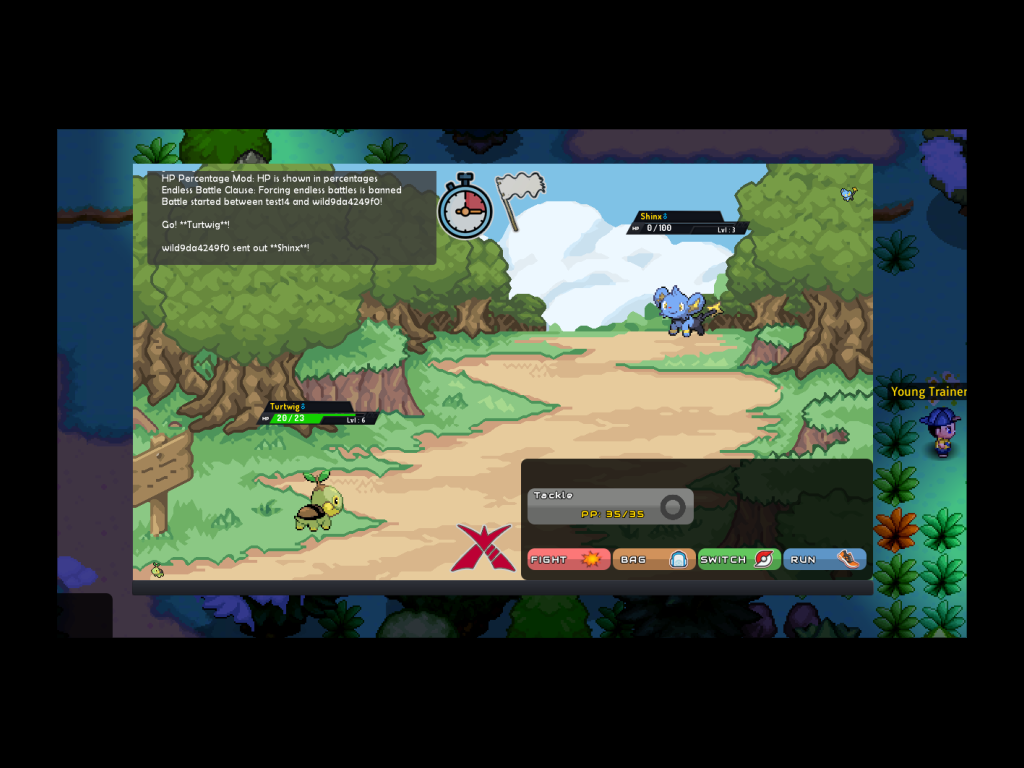 HP Percentage Mod: HP is shown in percentages
Endless Battle Clause: Forcing endless battles is banned
Battle started between test14 and wild9da4249f0!
Go! **Turtwig**!
wild9da4249f0 sent out **Shinx**!
Shinx
HP 0/100 Lvl: 3
Young Trainer
Turtwig
HP 20/23 Lvl: 6
Tackle
PP: 35/35
FIGHT BAG SWITCH RUN